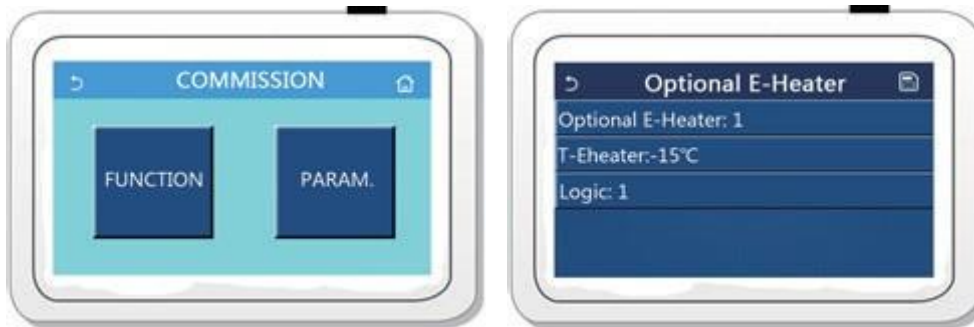 COMMISSION
FUNCTION
PARAM.
Optional E-Heater
Optional E-Heater: 1
T-Eheater:-15℃
Logic: 1